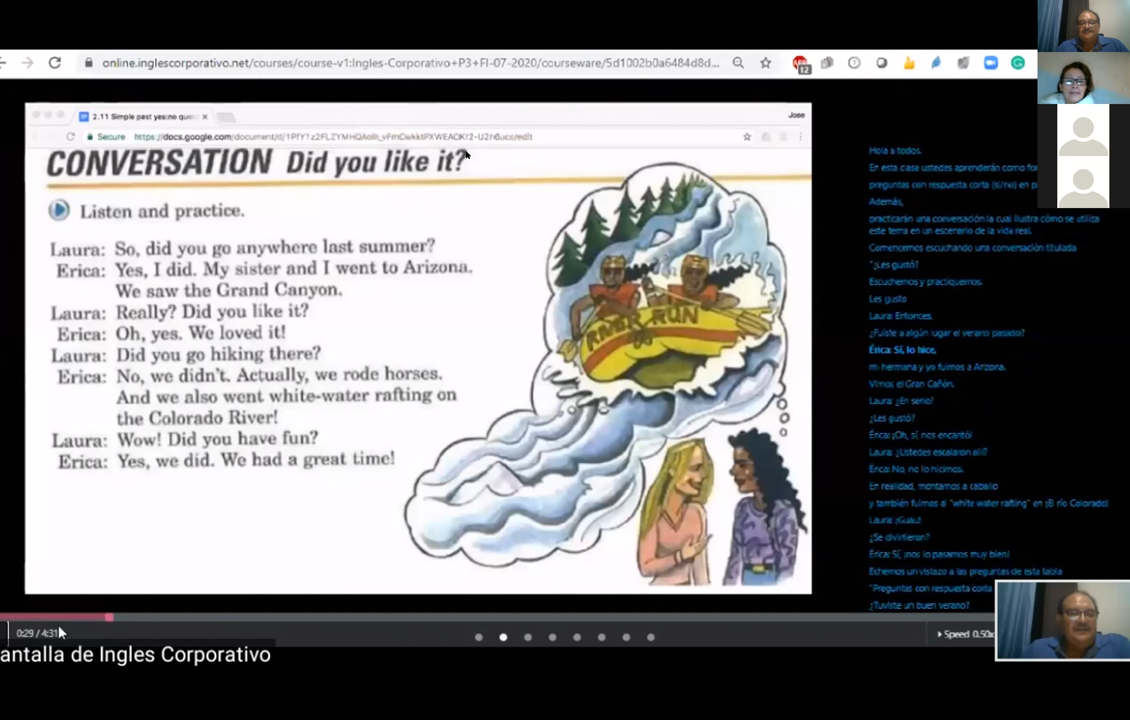 online.inglescorporativo.net/courses/course-v1:Ingles-Corporativo+P3+FI-07-2020/courseware/5d1002b0a6484d8d...
12
2.11 Simple past yes:no ques
Jose
Secure
CONVERSATION Did you like it?
Listen and practice.
Laura: So, did you go anywhere last summer?
Erica: Yes, I did. My sister and I went to Arizona.
We saw the Grand Canyon.
Laura: Really? Did you like it?
Erica: Oh, yes. We loved it!
Laura: Did you go hiking there?
Erica: No, we didn't. Actually, we rode horses.
And we also went white-water rafting on
the Colorado River!
Laura: Wow! Did you have fun?
Erica: Yes, we did. We had a great time!
RIVER RUN
Hola a todos.
En esta clase ustedes aprenderán como
preguntas con respuesta corta (si/no) en
Además,
practicarán una conversación la cual ilustra cómo se utiliza
este tema en un escenario de la vida real.
Comencemos escuchando una conversación titulada
"¿Les gustó?
Escuchemos y practiquemos.
Les gusto
Laura: Entonces,
¿Fuiste a algún lugar el verano pasado?
Érica: Sí, lo hice,
mi hermana y yo fuimos a Arizona.
Vimos el Gran Cañón.
Laura: ¿En serio?
¿Les gustó?
Érica: ¡Oh, sí, nos encantó!
Laura: ¿Ustedes escalaron allí?
Érica: No, no lo hicimos.
En realidad, montamos a caballo
y también fuimos al "white water rafting" en ¡El río Colorado!
Laura: ¡Guau!
¿Se divirtieron?
Érica: Sí, ¡nos lo pasamos muy bien!
Echemos un vistazo a las preguntas de esta tabla
"Preguntas con respuesta corta
¿Tuviste un buen verano?
0:29 / 4:31
Speed 0.50x
antalla de Ingles Corporativo